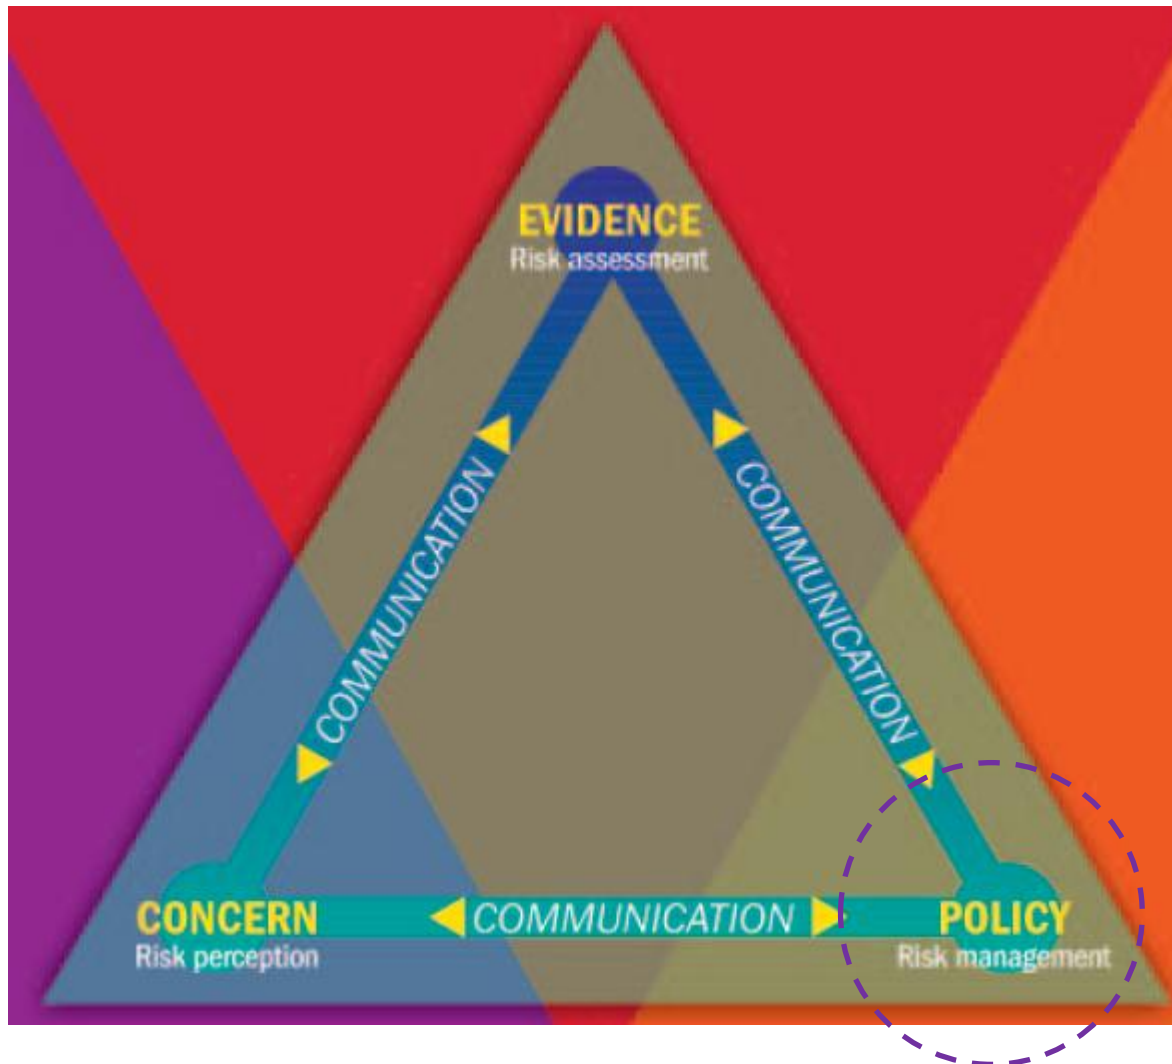 EVIDENCE
Risk assessment
COMMUNICATION
COMMUNICATION
CONCERN
Risk perception
COMMUNICATION
POLICY
Risk management